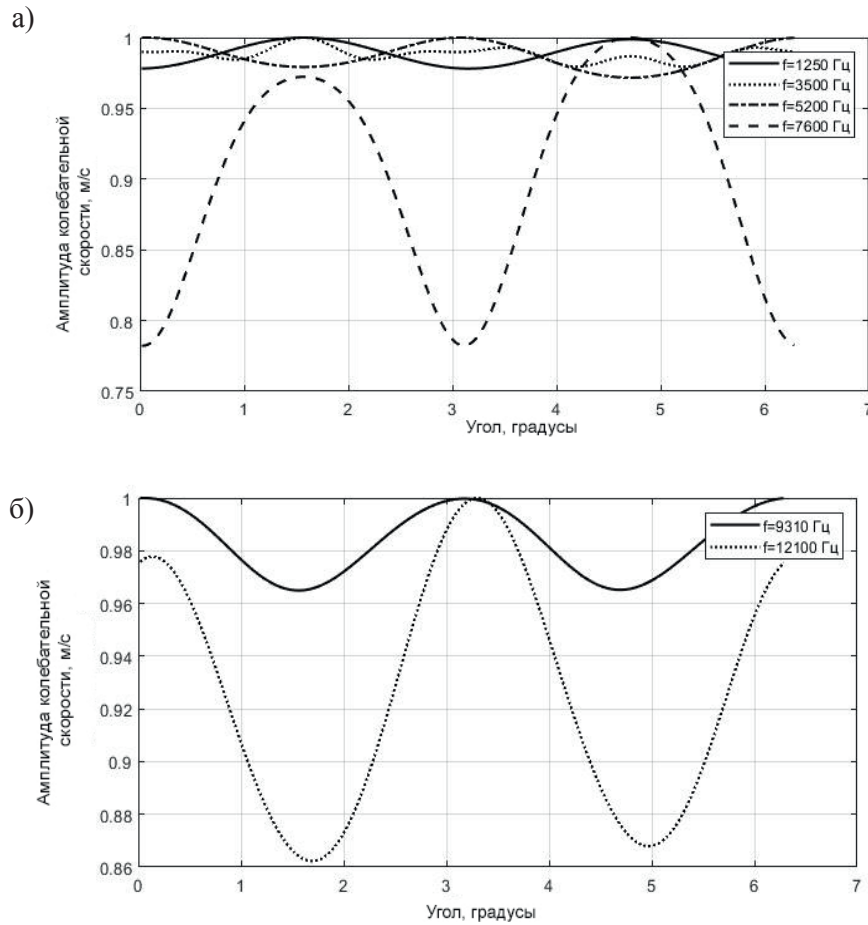 а)
Амплитуда колебательной
скорости, м/с
1
0.95
0.9
0.85
0.8
0.75
0
1
2
3
4
5
6
7
Угол, градусы
f=1250 Гц
f=3500 Гц
f=5200 Гц
f=7600 Гц
б)
Амплитуда колебательной
скорости, м/с
1
0.98
0.96
0.94
0.92
0.9
0.88
0.86
0
1
2
3
4
5
6
7
Угол, градусы
f=9310 Гц
f=12100 Гц